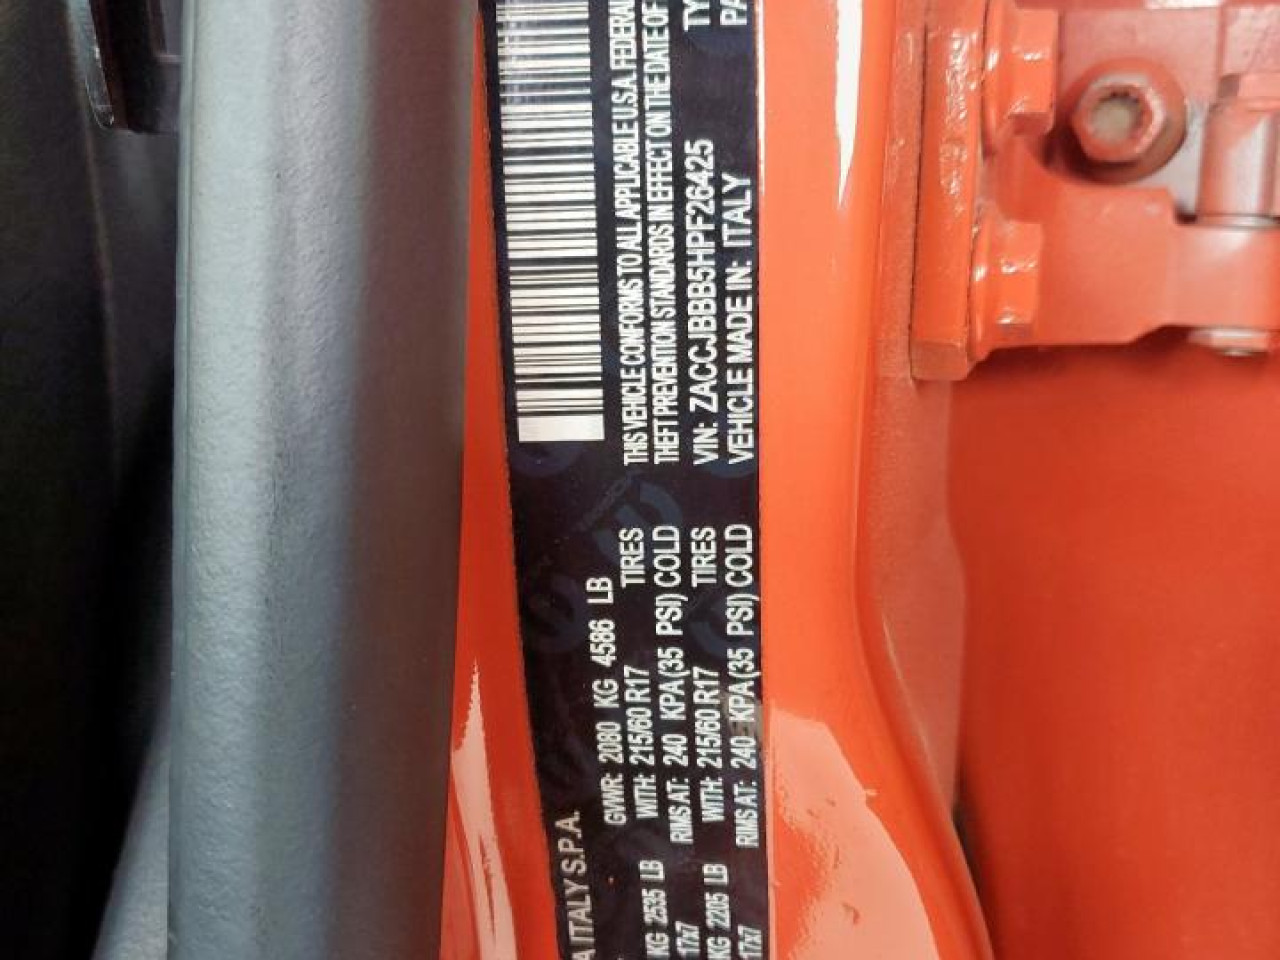 A ITALY S.P.A.
GVWR: 2080 KG 4586 LB
KG 2535 LB WITH: 215/60 R17 TIRES
17x7 RIMS AT: 240 KPA (35 PSI) COLD
KG 2205 LB WITH: 215/60 R17 TIRES
17x7 RIMS AT: 240 KPA (35 PSI) COLD
THIS VEHICLE CONFORMS TO ALL APPLICABLE U.S.A. FEDERAL
THEFT PREVENTION STANDARDS IN EFFECT ON THE DATE OF
VIN: ZACCJBBB5HPF26425 TY
VEHICLE MADE IN: ITALY PA